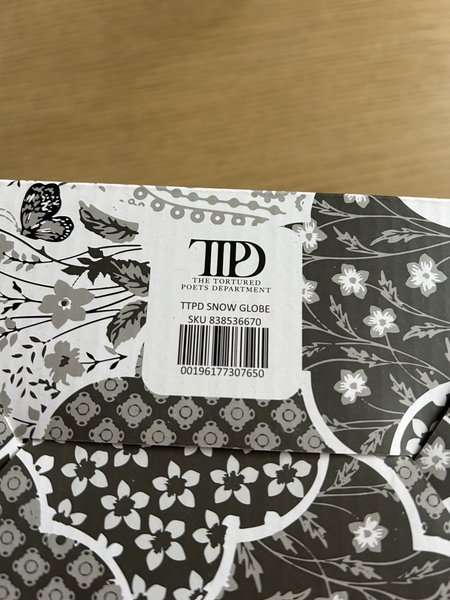 TTPD
THE TORTURED
POETS DEPARTMENT
TTPD SNOW GLOBE
SKU 838536670
00196177307650